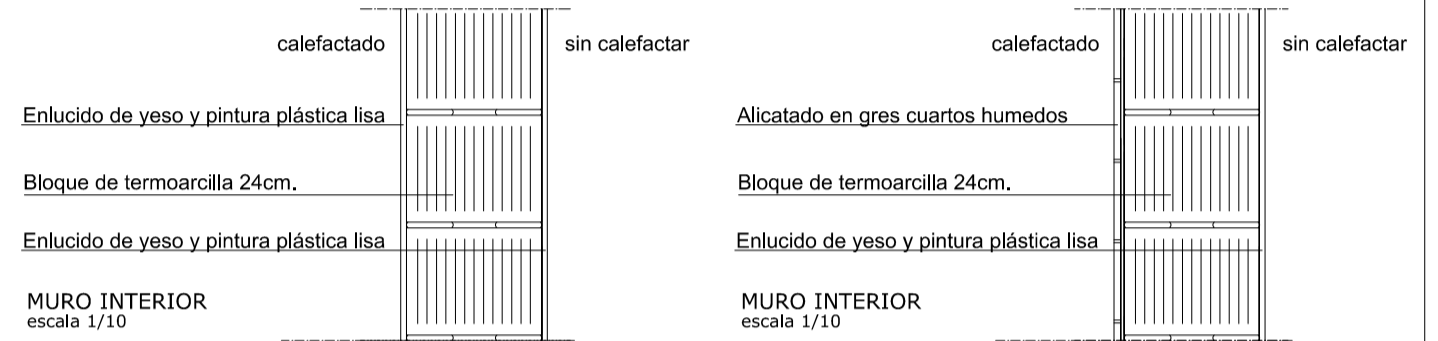 calefactado
sin calefactar
Enlucido de yeso y pintura plástica lisa
Bloque de termoarcilla 24cm.
Enlucido de yeso y pintura plástica lisa
MURO INTERIOR
escala 1/10
calefactado
sin calefactar
Alicatado en gres cuartos humedos
Bloque de termoarcilla 24cm.
Enlucido de yeso y pintura plástica lisa
MURO INTERIOR
escala 1/10